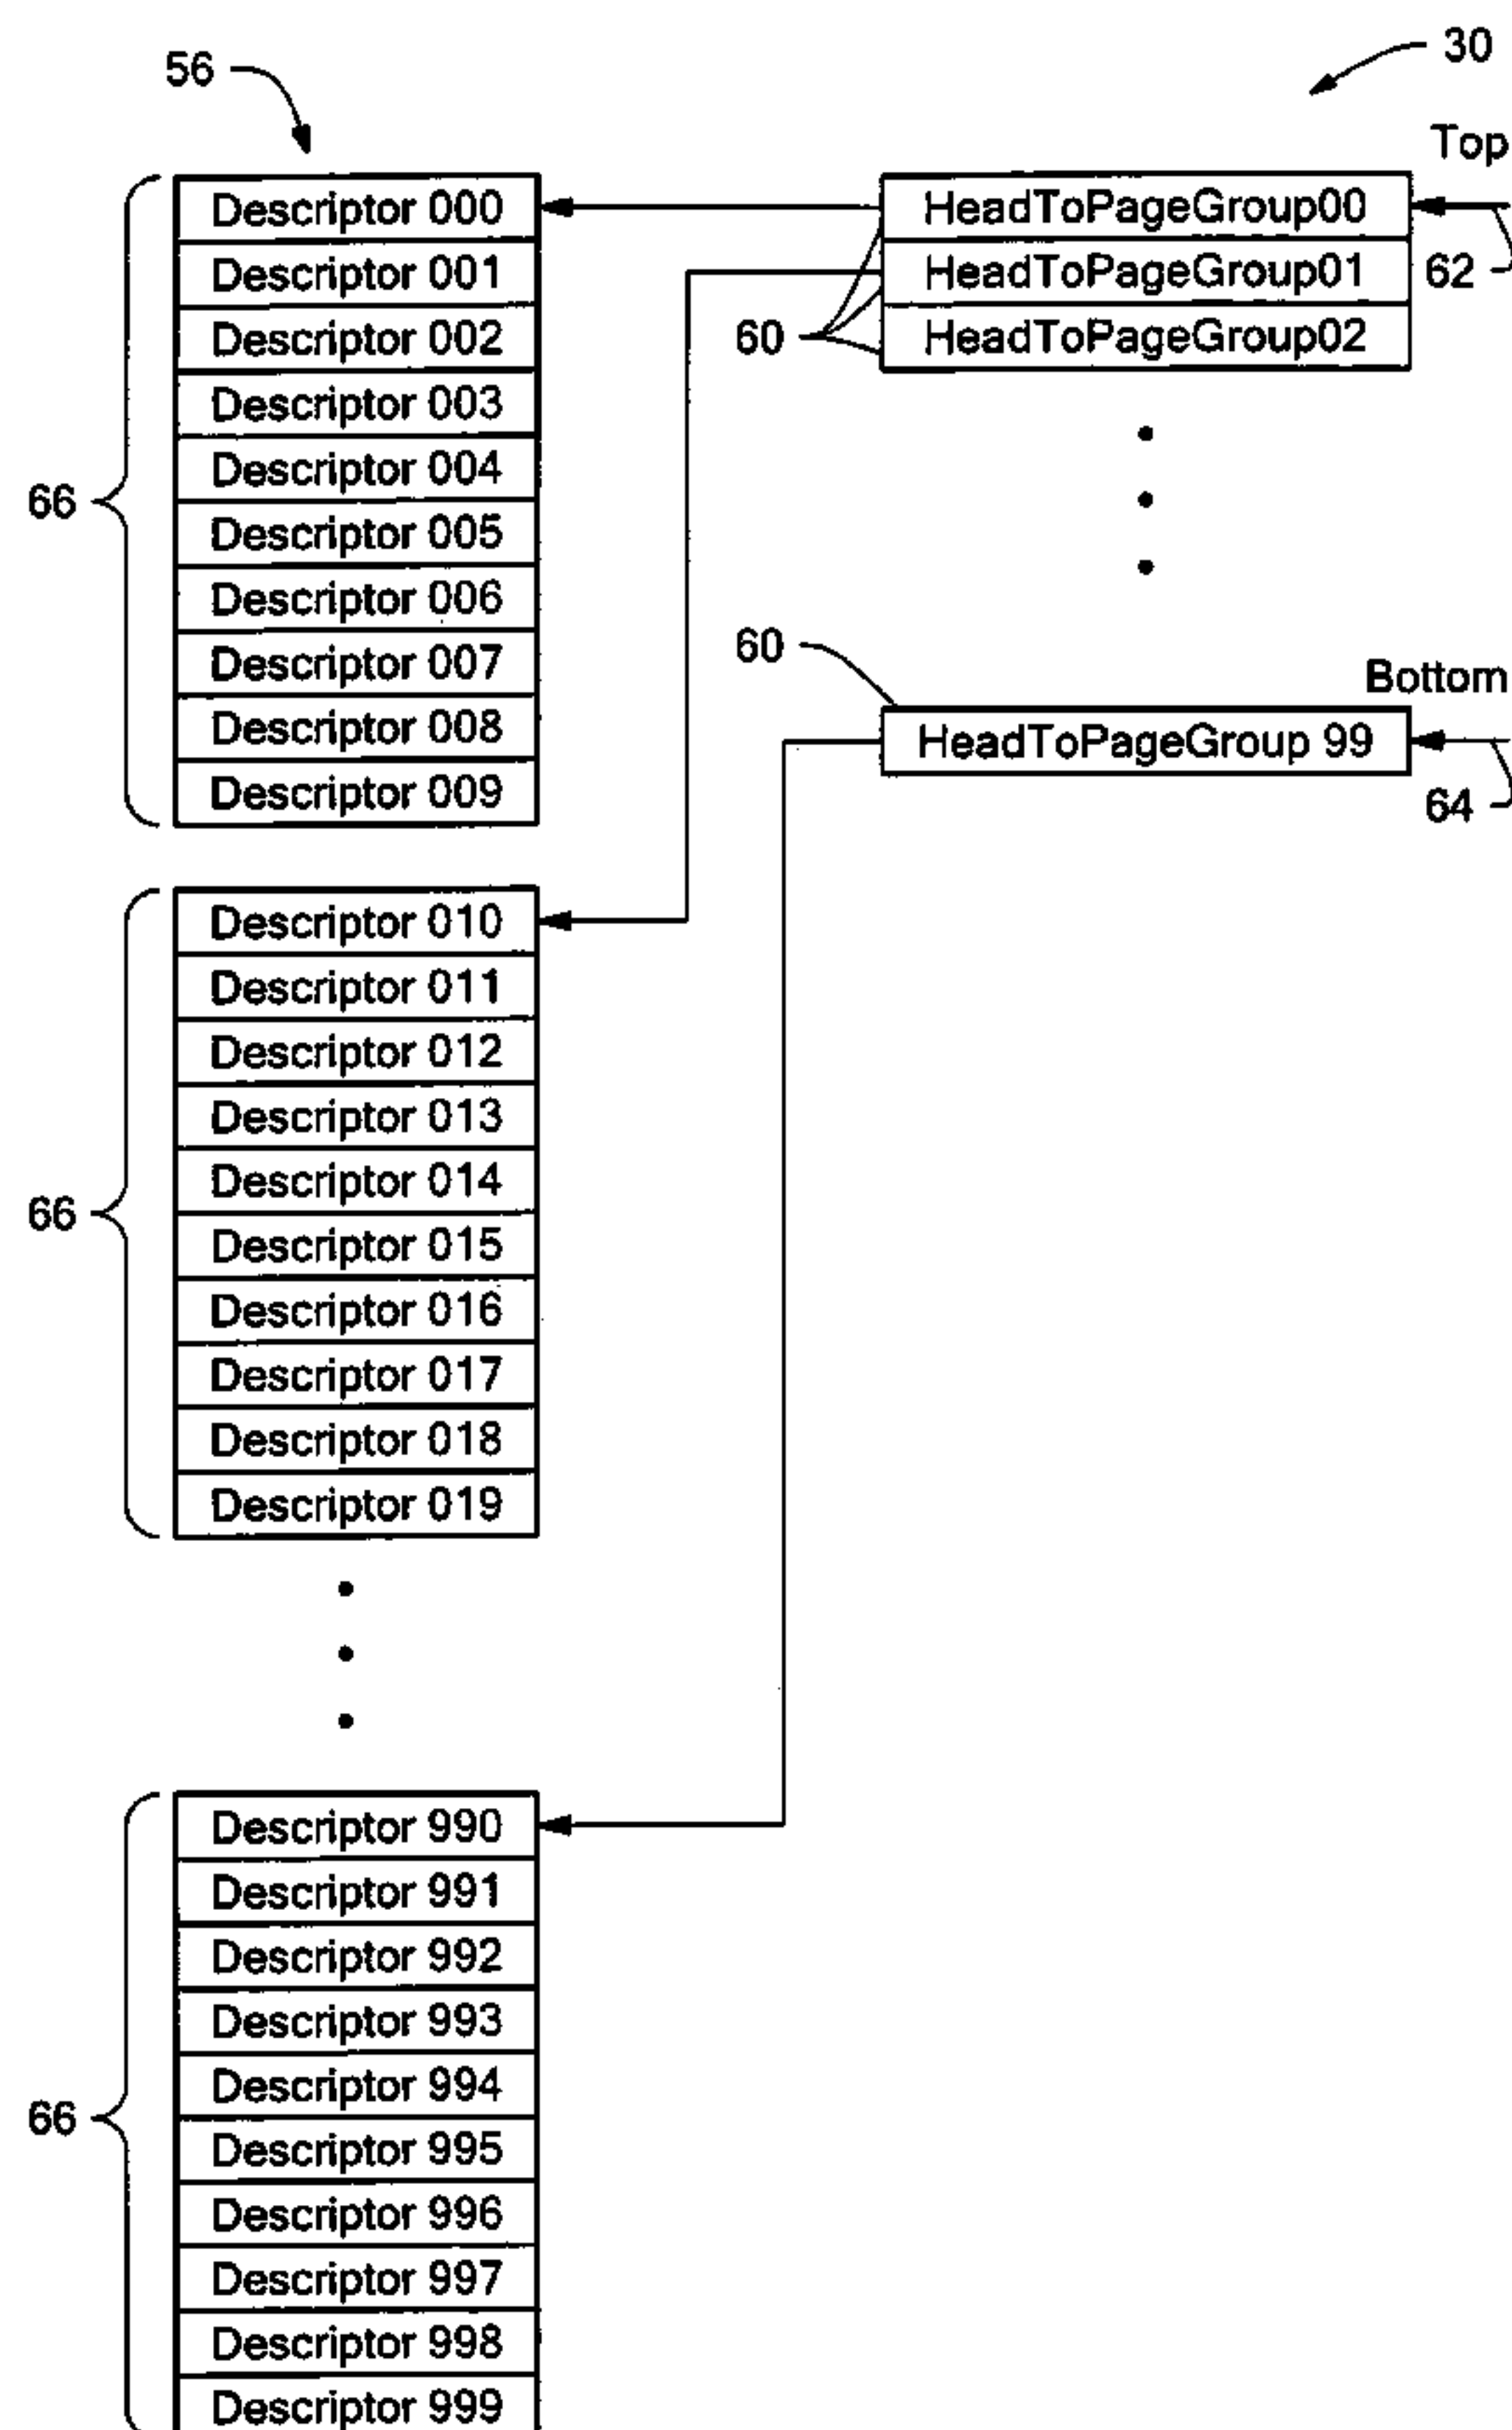 56
30
Top
Descriptor 000
HeadToPageGroup00
Descriptor 001
HeadToPageGroup01
62
Descriptor 002
60
HeadToPageGroup02
Descriptor 003
Descriptor 004
66
Descriptor 005
Descriptor 006
60
Descriptor 007
Bottom
Descriptor 008
HeadToPageGroup 99
Descriptor 009
64
Descriptor 010
Descriptor 011
Descriptor 012
Descriptor 013
Descriptor 014
66
Descriptor 015
Descriptor 016
Descriptor 017
Descriptor 018
Descriptor 019
Descriptor 990
Descriptor 991
Descriptor 992
Descriptor 993
Descriptor 994
66
Descriptor 995
Descriptor 996
Descriptor 997
Descriptor 998
Descriptor 999